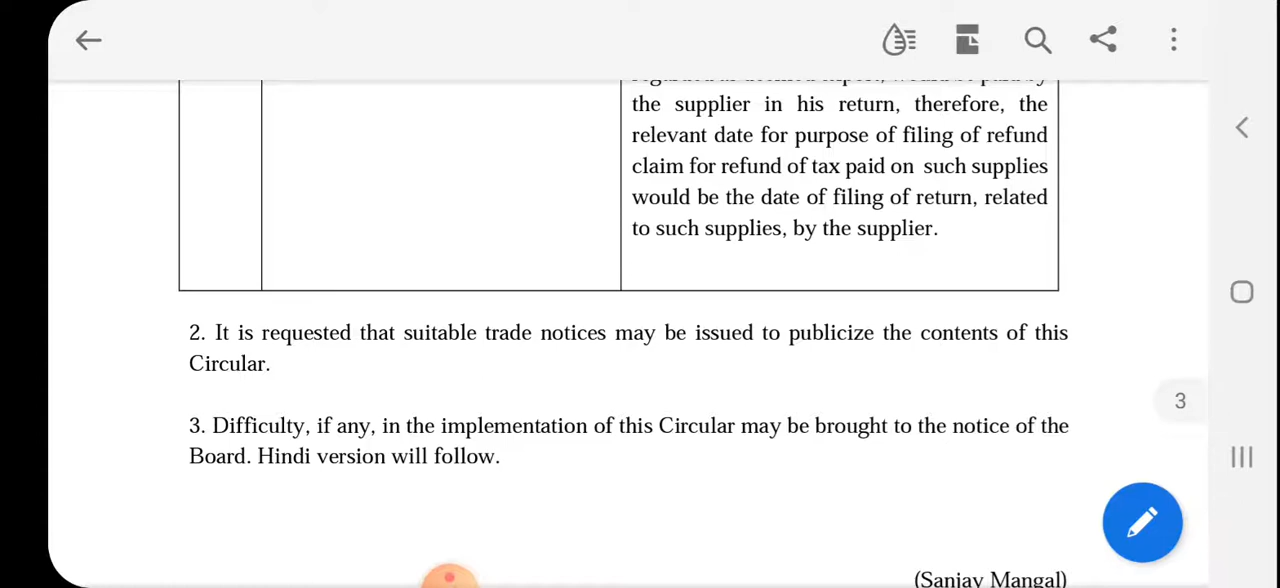 the supplier in his return, therefore, the
relevant date for purpose of filing of refund
claim for refund of tax paid on such supplies
would be the date of filing of return, related
to such supplies, by the supplier.
2. It is requested that suitable trade notices may be issued to publicize the contents of this
Circular.
3. Difficulty, if any, in the implementation of this Circular may be brought to the notice of the
Board. Hindi version will follow.
3
(Sanjay Mangal)